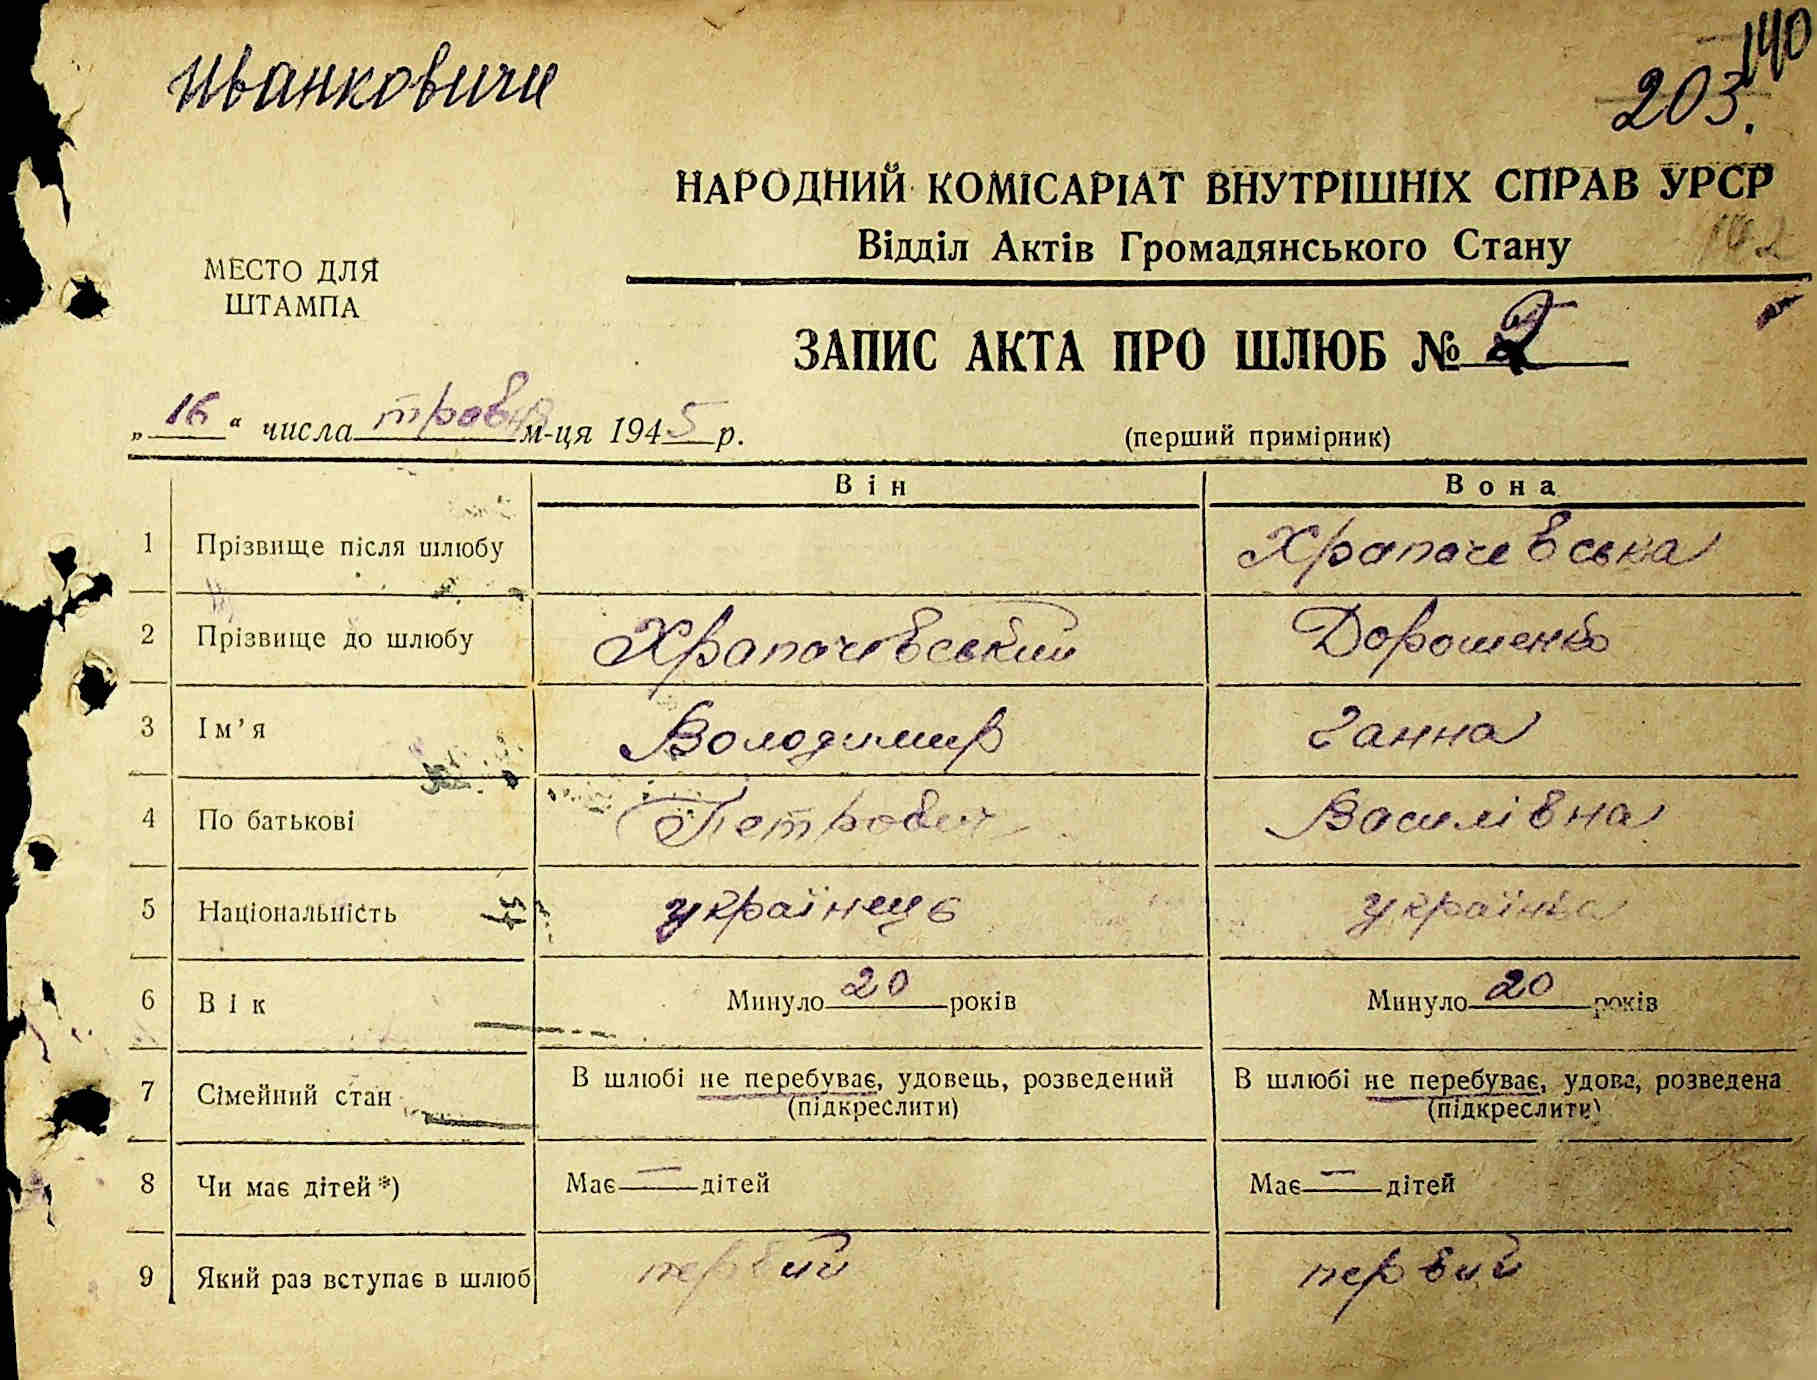 Иванковичи
140
203.
НАРОДНИЙ КОМІСАРІАТ ВНУТРІШНІХ СПРАВ УРСР
Відділ Актів Громадянського Стану
142
МЕСТО ДЛЯ
ШТАМПА
ЗАПИС АКТА ПРО ШЛЮБ № 2
„16“ числа травня м-ця 1945 р.
(перший примірник)
Він Вона
1 Прізвище після шлюбу Храпачевська
2 Прізвище до шлюбу Храпачевський Дорошенко
3 Ім’я Володимир Ганна
4 По батькові Петрович Василівна
5 Національність українець українка
6 Вік Минуло 20 років Минуло 20 років
7 Сімейний стан В шлюбі не перебуває, удовець, розведений В шлюбі не перебуває, удова, розведена
(підкреслити) (підкреслити)
8 Чи має дітей*) Має — дітей Має — дітей
9 Який раз вступає в шлюб первий первий